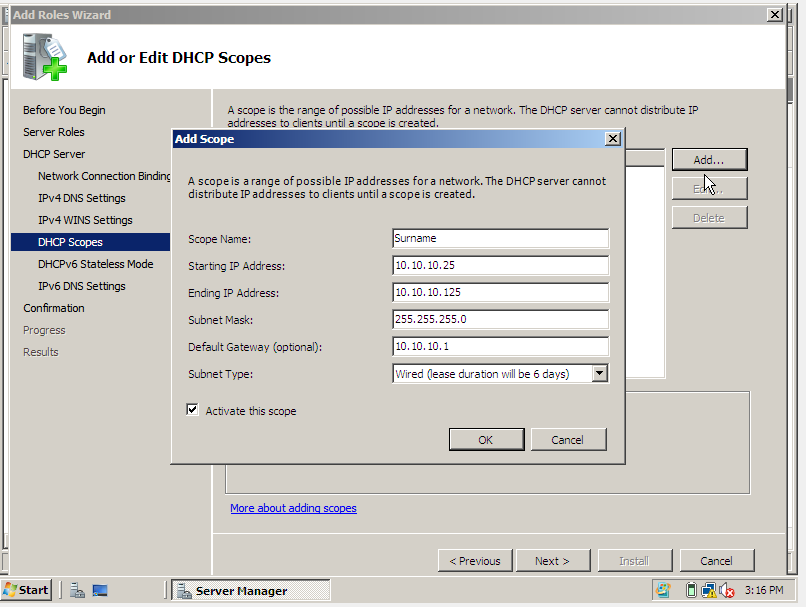 Add Roles Wizard
Add or Edit DHCP Scopes
Before You Begin
Server Roles
DHCP Server
Network Connection Binding
IPv4 DNS Settings
IPv4 WINS Settings
DHCP Scopes
DHCPv6 Stateless Mode
IPv6 DNS Settings
Confirmation
Progress
Results
A scope is the range of possible IP addresses for a network. The DHCP server cannot distribute IP
addresses to clients until a scope is created.
Add Scope
A scope is a range of possible IP addresses for a network. The DHCP server cannot
distribute IP addresses to clients until a scope is created.
Scope Name: Surname
Starting IP Address: 10.10.10.25
Ending IP Address: 10.10.10.125
Subnet Mask: 255.255.255.0
Default Gateway (optional): 10.10.10.1
Subnet Type: Wired (lease duration will be 6 days)
Activate this scope
OK Cancel
Add...
Delete
More about adding scopes
< Previous Next > Install Cancel
Start Server Manager 3:16 PM